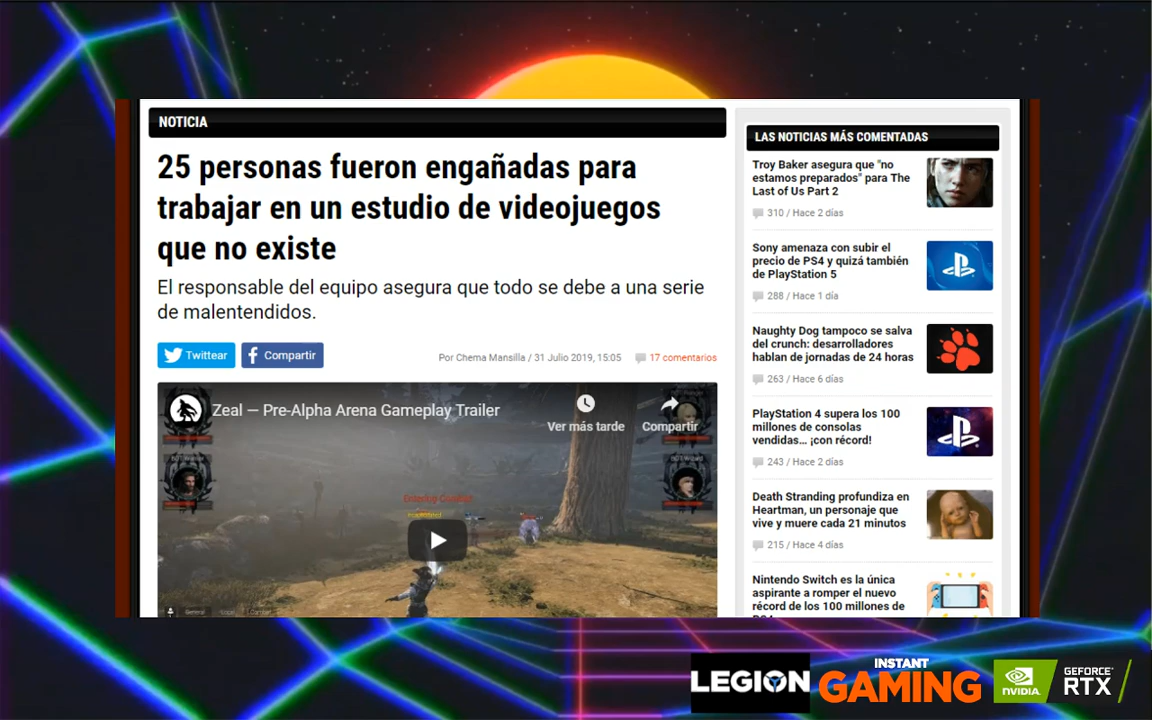 NOTICIA
25 personas fueron engañadas para
trabajar en un estudio de videojuegos
que no existe
El responsable del equipo asegura que todo se debe a una serie
de malentendidos.
Twittear
Compartir
Por Chema Mansilla / 31 Julio 2019, 15:05
17 comentarios
Zeal — Pre-Alpha Arena Gameplay Trailer
Ver más tarde
Compartir
Entering Combat
General
Combat
LAS NOTICIAS MÁS COMENTADAS
Troy Baker asegura que "no
estamos preparados" para The
Last of Us Part 2
310 / Hace 2 días
Sony amenaza con subir el
precio de PS4 y quizá también
de PlayStation 5
288 / Hace 1 día
Naughty Dog tampoco se salva
del crunch: desarrolladores
hablan de jornadas de 24 horas
263 / Hace 6 días
PlayStation 4 supera los 100
millones de consolas
vendidas... ¡con récord!
243 / Hace 2 días
Death Stranding profundiza en
Heartman, un personaje que
vive y muere cada 21 minutos
215 / Hace 4 días
Nintendo Switch es la única
aspirante a romper el nuevo
récord de los 100 millones de
LEGION
INSTANT
GAMING
NVIDIA
GEFORCE
RTX